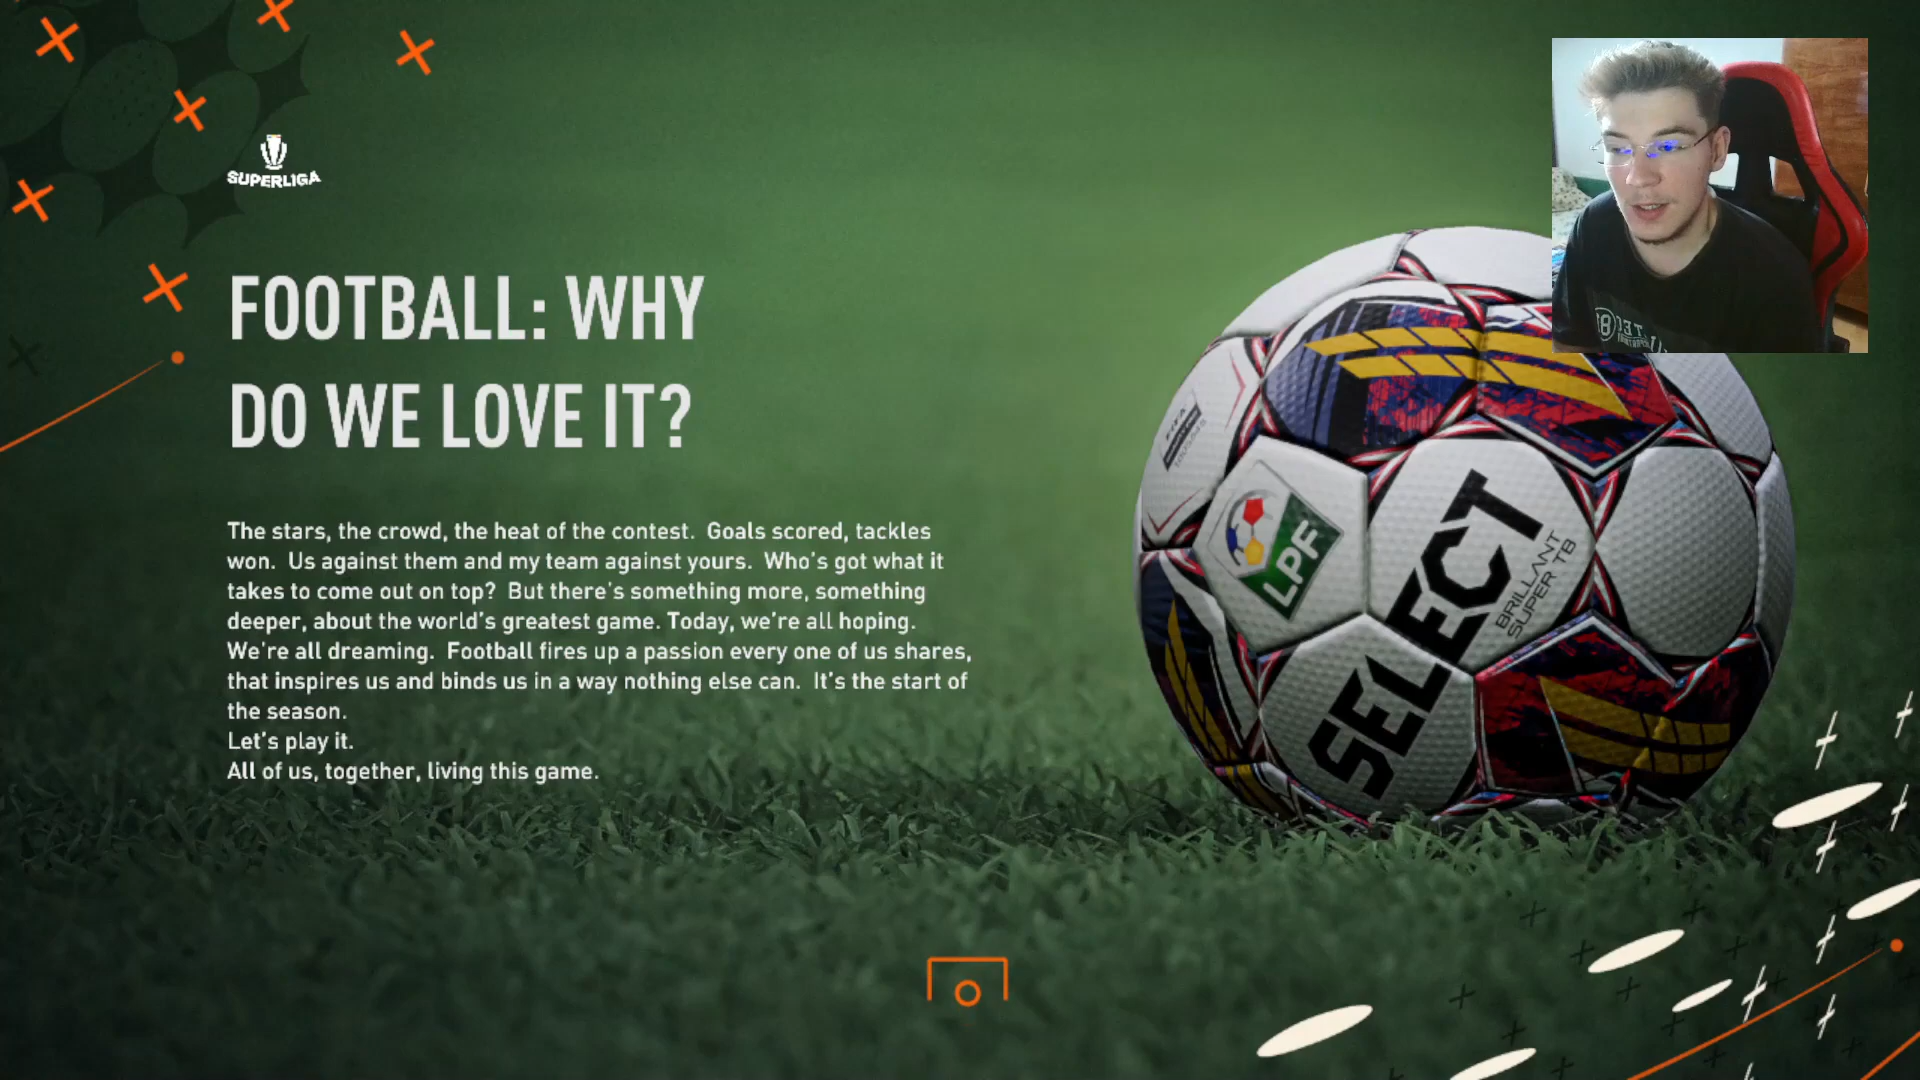 SUPERLIGA
FOOTBALL: WHY
DO WE LOVE IT?
The stars, the crowd, the heat of the contest.  Goals scored, tackles
won.  Us against them and my team against yours.  Who's got what it
takes to come out on top?  But there's something more, something
deeper, about the world's greatest game. Today, we're all hoping.
We're all dreaming.  Football fires up a passion every one of us shares,
that inspires us and binds us in a way nothing else can.  It's the start of
the season.
Let's play it.
All of us, together, living this game.
FIFA
LPF
SELECT
BRILLANT
SUPER TB